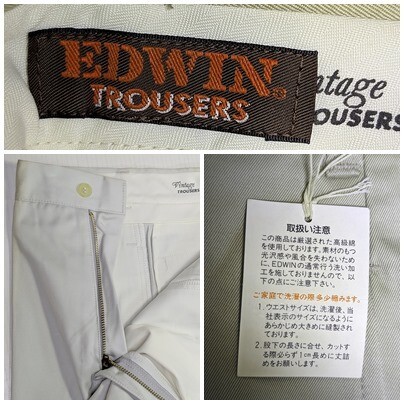 EDWIN®
TROUSERS
ntage
OUSERS
Vintage
TROUSERS
取扱い注意
この商品は厳選された高級綿
を使用しております。素材のもつ
光沢感や風合を失わないため
に、EDWINの通常行う洗い加
工を施しておりませんので、以
下の点にご注意下さい。
ご家庭で洗濯の際多少縮みます。
1. ウエストサイズは、洗濯後、当
社表示のサイズになるように
あらかじめ大きめに縫製され
ております。
2. 股下の長さに合せ、カットす
る際必ず1cm長めに丈詰
めをお願いします。